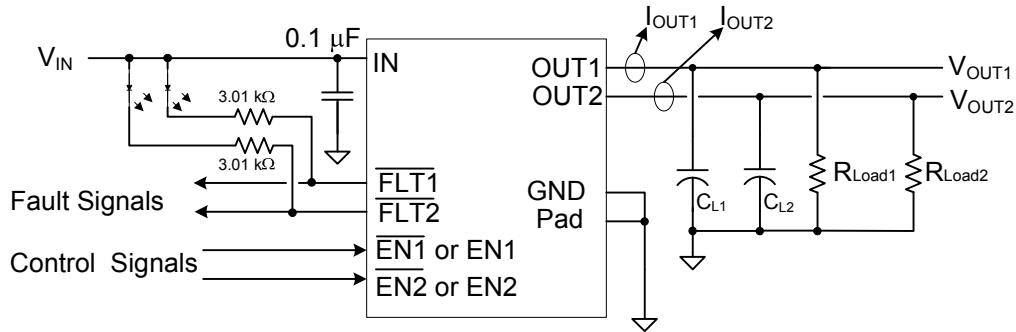 I_OUT1 I_OUT2
0.1 μF
V_IN
IN
OUT1
V_OUT1
OUT2
V_OUT2
3.01 kΩ
3.01 kΩ
R_Load1
R_Load2
C_L1
C_L2
FLT1
GND
Fault Signals
FLT2
Pad
EN1 or EN1
Control Signals
EN2 or EN2